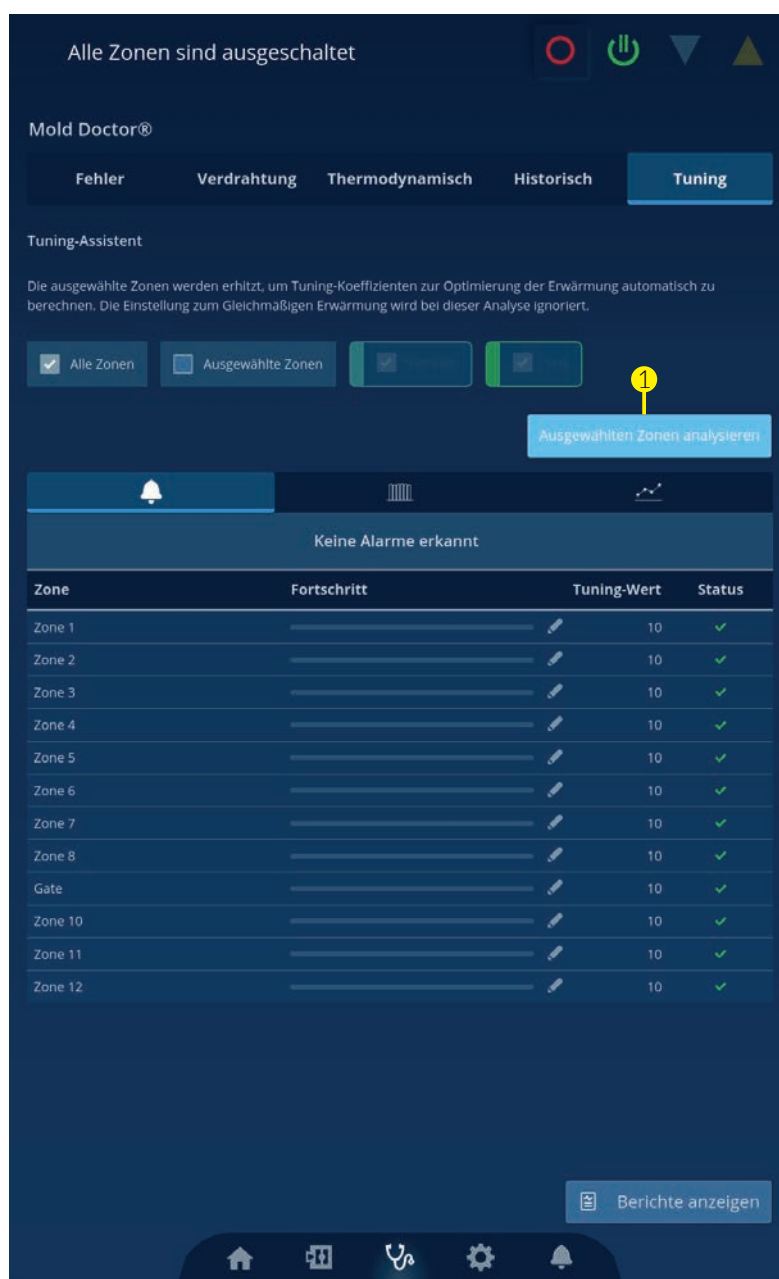 Alle Zonen sind ausgeschaltet
Mold Doctor®
Fehler Verdrahtung Thermodynamisch Historisch Tuning
Tuning-Assistent
Die ausgewählte Zonen werden erhitzt, um Tuning-Koeffizienten zur Optimierung der Erwärmung automatisch zu
berechnen. Die Einstellung zum Gleichmäßigen Erwärmung wird bei dieser Analyse ignoriert.
Alle Zonen Ausgewählte Zonen
1
Ausgewählten Zonen analysieren
Keine Alarme erkannt
Zone Fortschritt Tuning-Wert Status
Zone 1 10
Zone 2 10
Zone 3 10
Zone 4 10
Zone 5 10
Zone 6 10
Zone 7 10
Zone 8 10
Gate 10
Zone 10 10
Zone 11 10
Zone 12 10
Berichte anzeigen